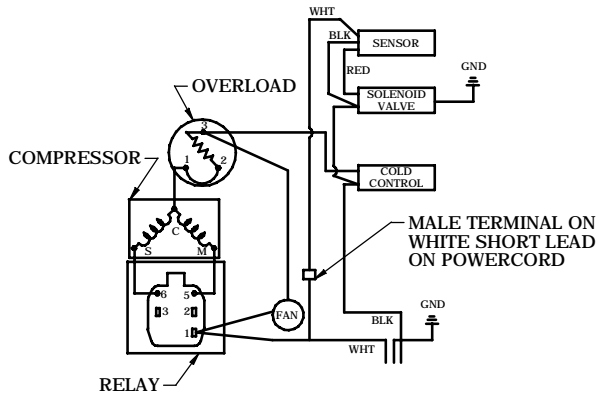 WHT
BLK
SENSOR
RED
GND
OVERLOAD
SOLENOID
VALVE
3
1
2
COMPRESSOR
COLD
CONTROL
C
S
M
MALE TERMINAL ON
WHITE SHORT LEAD
ON POWERCORD
6
5
3
2
1
FAN
GND
BLK
WHT
RELAY